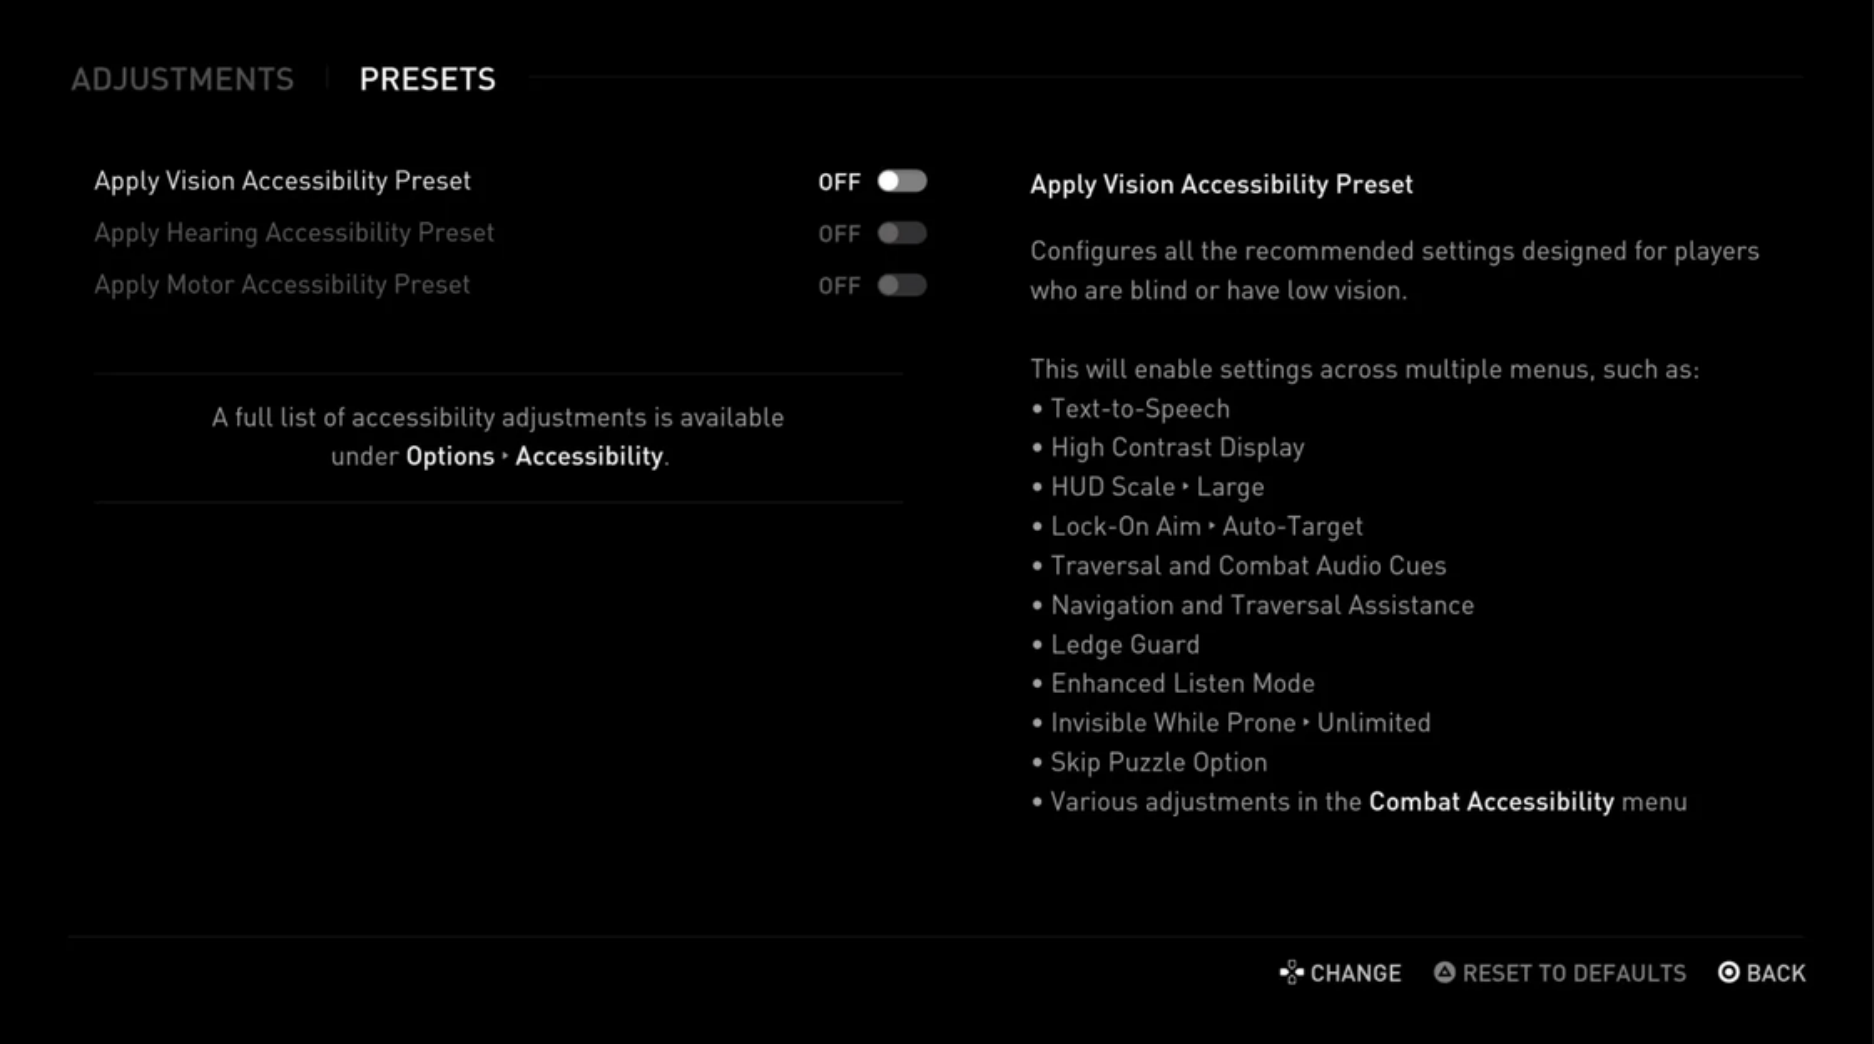 ADJUSTMENTS
PRESETS
Apply Vision Accessibility Preset OFF
Apply Hearing Accessibility Preset OFF
Apply Motor Accessibility Preset OFF
A full list of accessibility adjustments is available
under Options ‣ Accessibility.
Apply Vision Accessibility Preset
Configures all the recommended settings designed for players
who are blind or have low vision.
This will enable settings across multiple menus, such as:
• Text-to-Speech
• High Contrast Display
• HUD Scale ‣ Large
• Lock-On Aim ‣ Auto-Target
• Traversal and Combat Audio Cues
• Navigation and Traversal Assistance
• Ledge Guard
• Enhanced Listen Mode
• Invisible While Prone ‣ Unlimited
• Skip Puzzle Option
• Various adjustments in the Combat Accessibility menu
CHANGE RESET TO DEFAULTS BACK